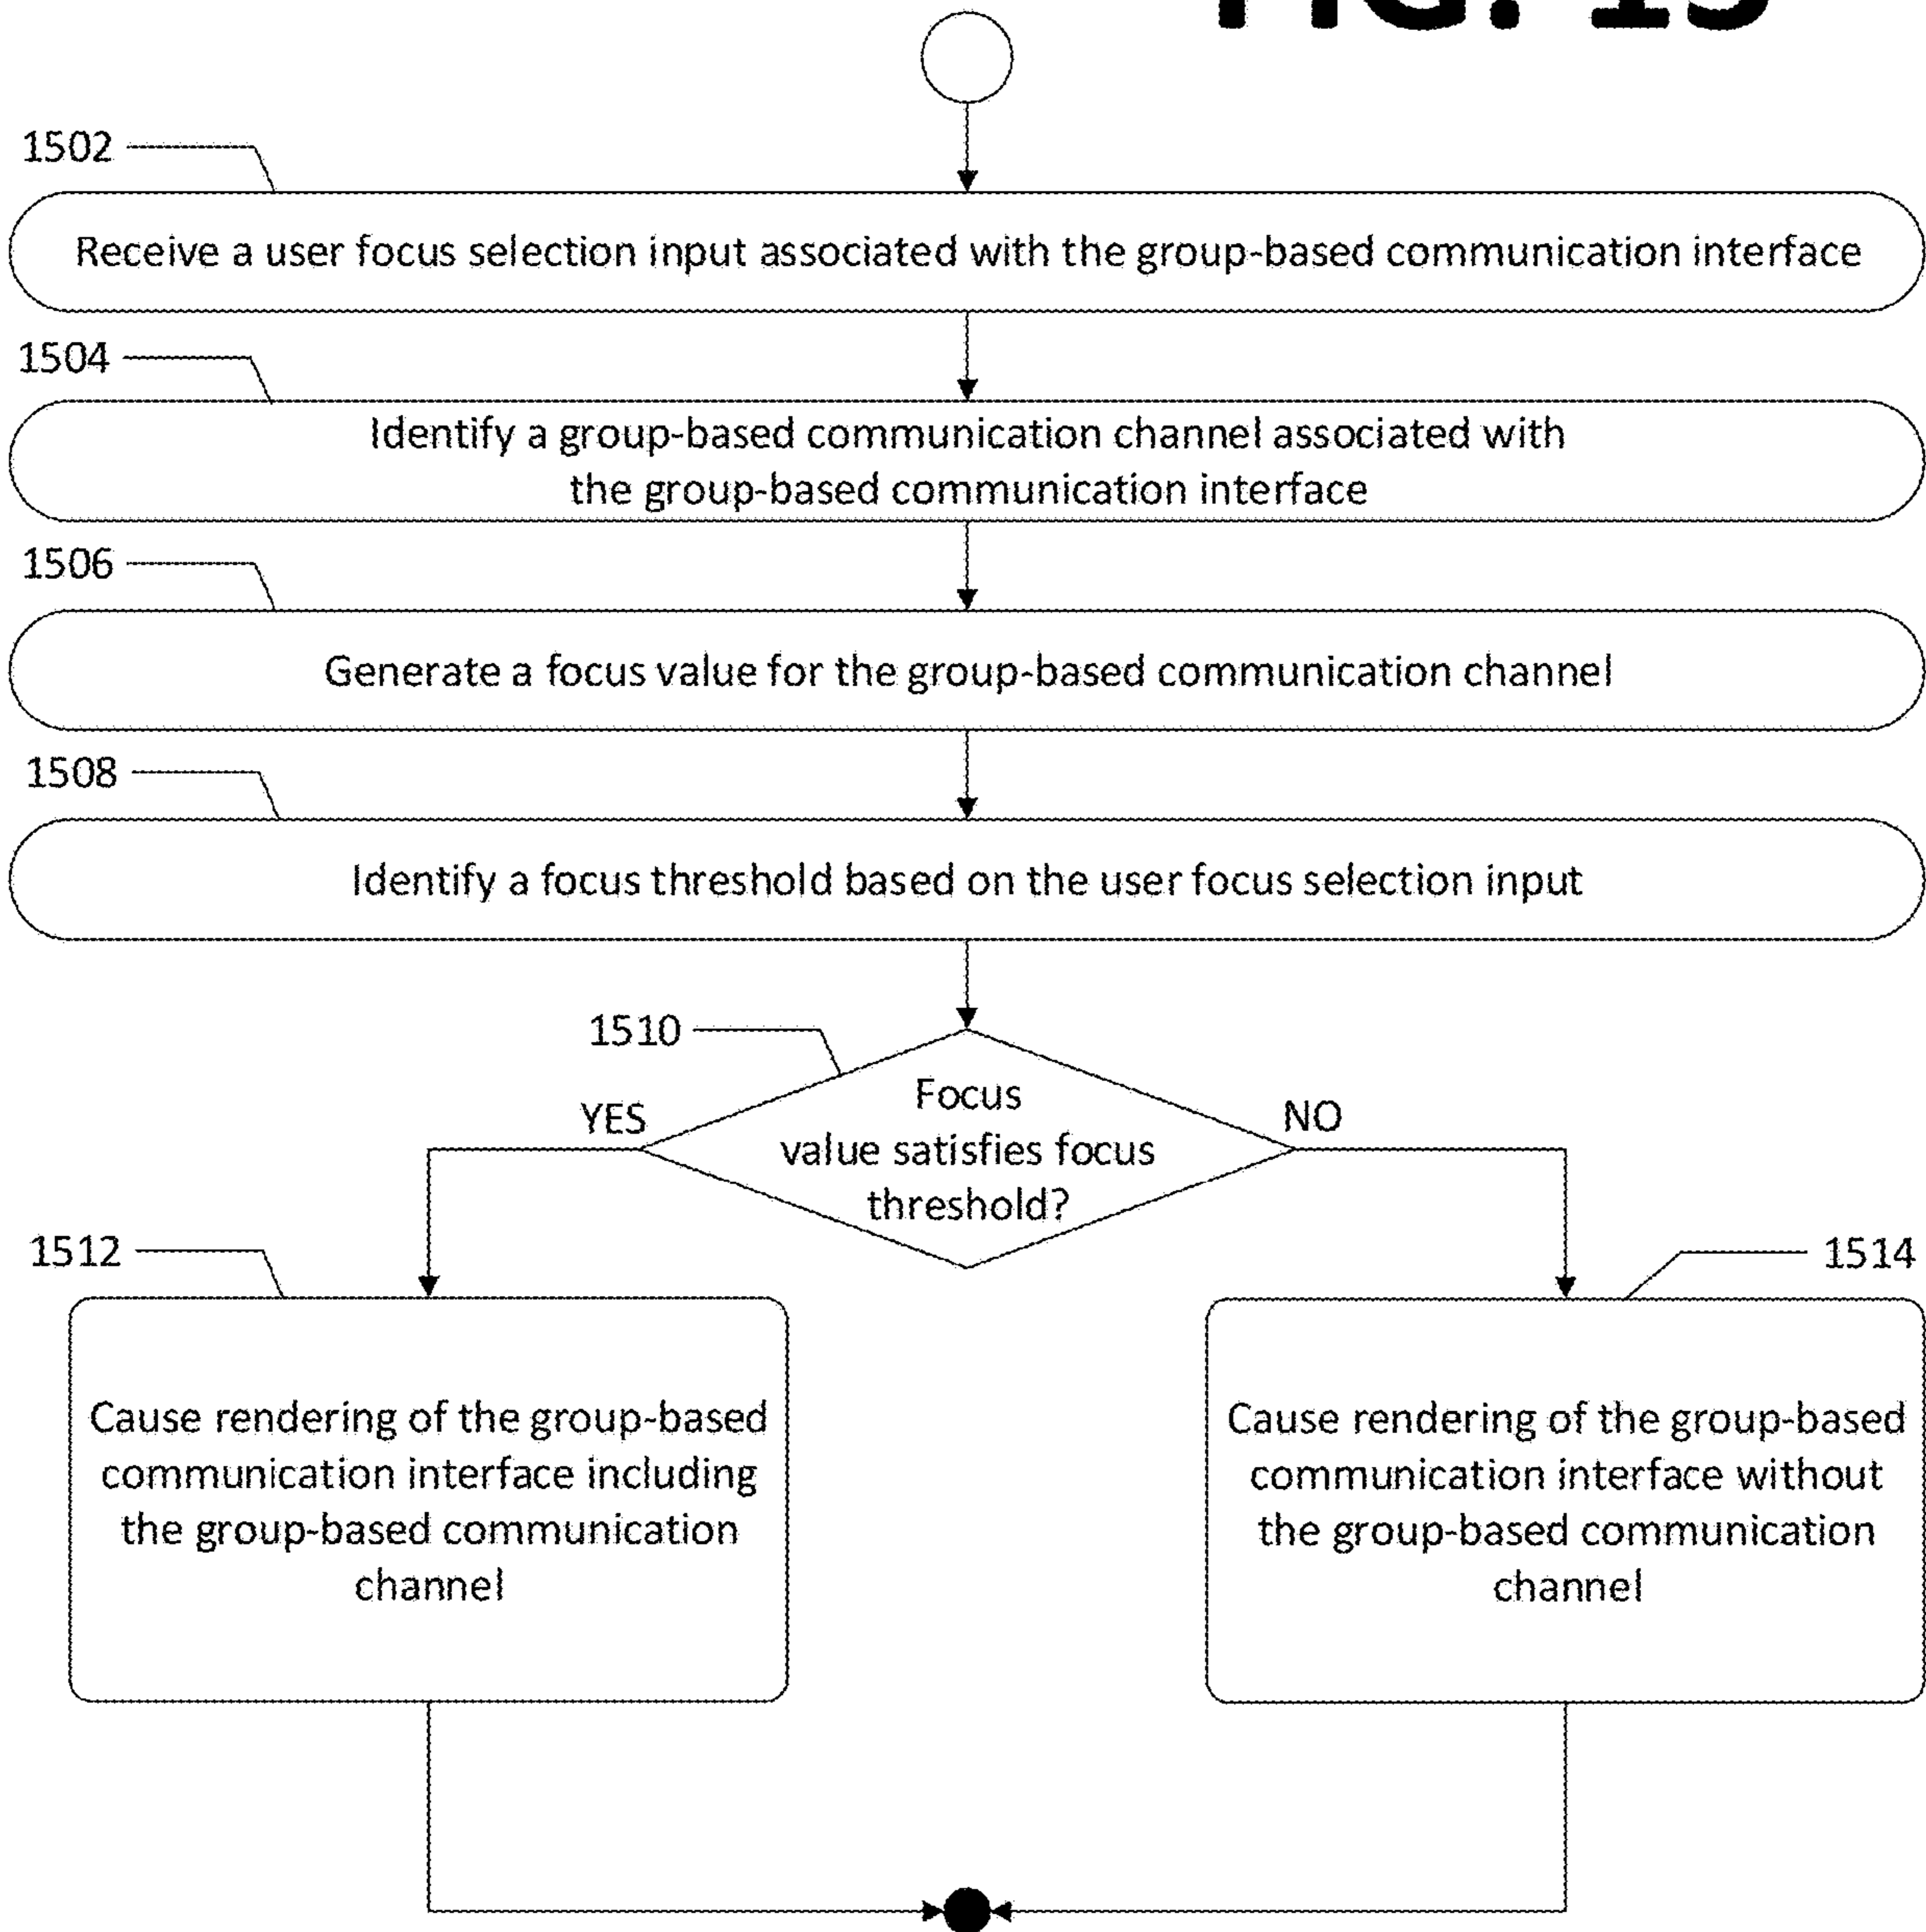 FIG. 15
1502
Receive a user focus selection input associated with the group-based communication interface
1504
Identify a group-based communication channel associated with
the group-based communication interface
1506
Generate a focus value for the group-based communication channel
1508
Identify a focus threshold based on the user focus selection input
1510
Focus
value satisfies focus
threshold?
YES
NO
1512
Cause rendering of the group-based
communication interface including
the group-based communication
channel
1514
Cause rendering of the group-based
communication interface without
the group-based communication
channel